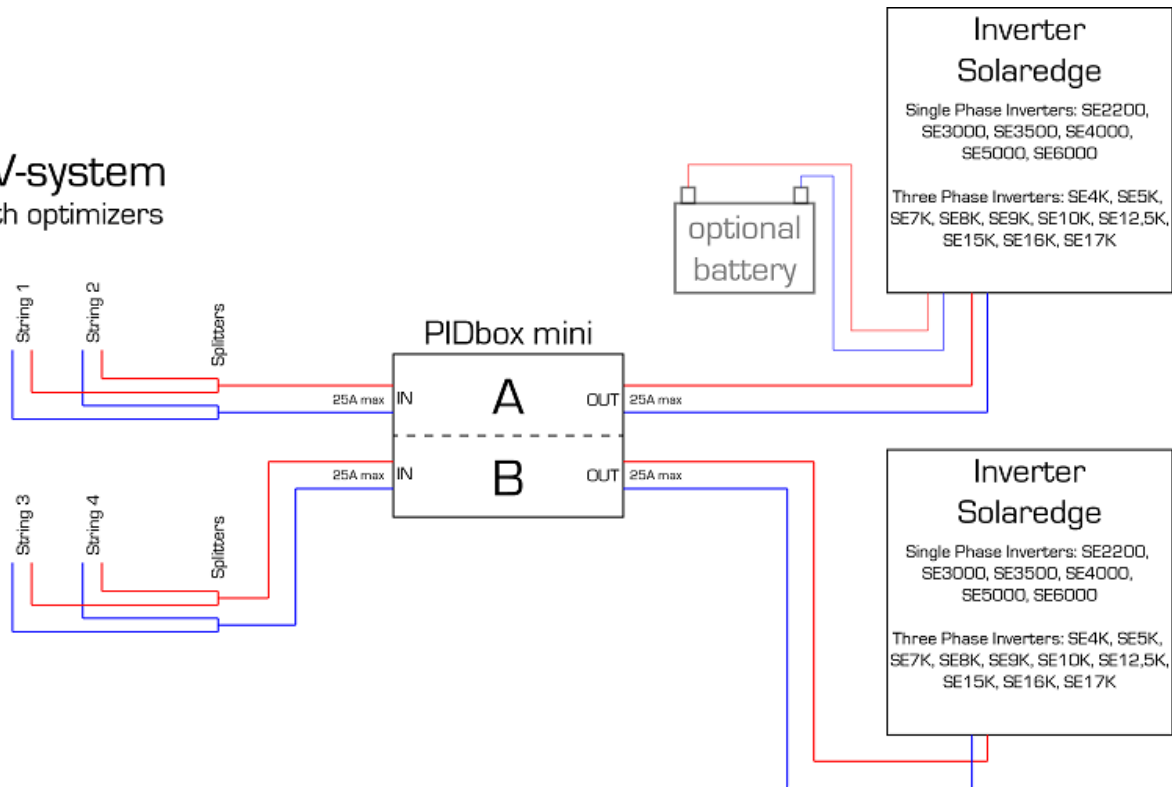 V-system
th optimizers
String 1
String 2
Splitters
25A max
IN
PIDbox mini
A
OUT
25A max
25A max
IN
B
OUT
25A max
String 3
String 4
Splitters
optional
battery
Inverter
Solaredge
Single Phase Inverters: SE2200,
SE3000, SE3500, SE4000,
SE5000, SE6000
Three Phase Inverters: SE4K, SE5K,
SE7K, SE8K, SE9K, SE10K, SE12,5K,
SE15K, SE16K, SE17K
Inverter
Solaredge
Single Phase Inverters: SE2200,
SE3000, SE3500, SE4000,
SE5000, SE6000
Three Phase Inverters: SE4K, SE5K,
SE7K, SE8K, SE9K, SE10K, SE12,5K,
SE15K, SE16K, SE17K